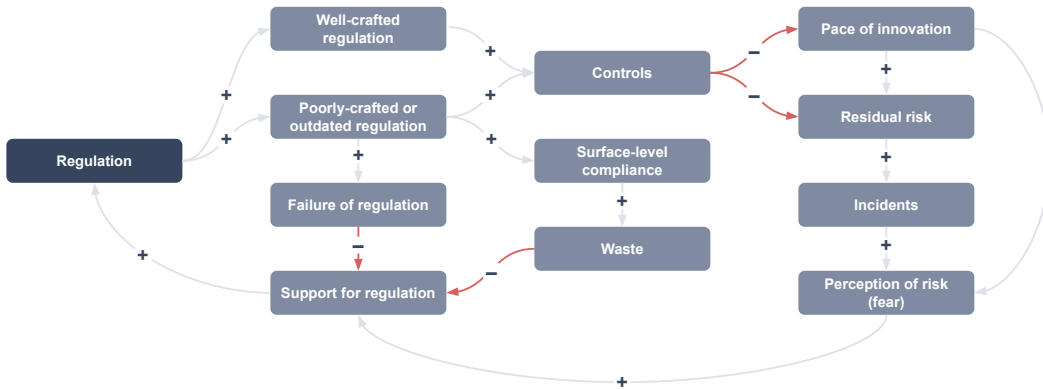 Well-crafted
regulation
Pace of innovation
+
+
−
Controls
+
+
+
−
Poorly-crafted or
outdated regulation
Residual risk
+
+
+
+
Regulation
Surface-level
compliance
+
Failure of regulation
Incidents
−
Waste
+
+
−
Support for regulation
Perception of risk
(fear)
+